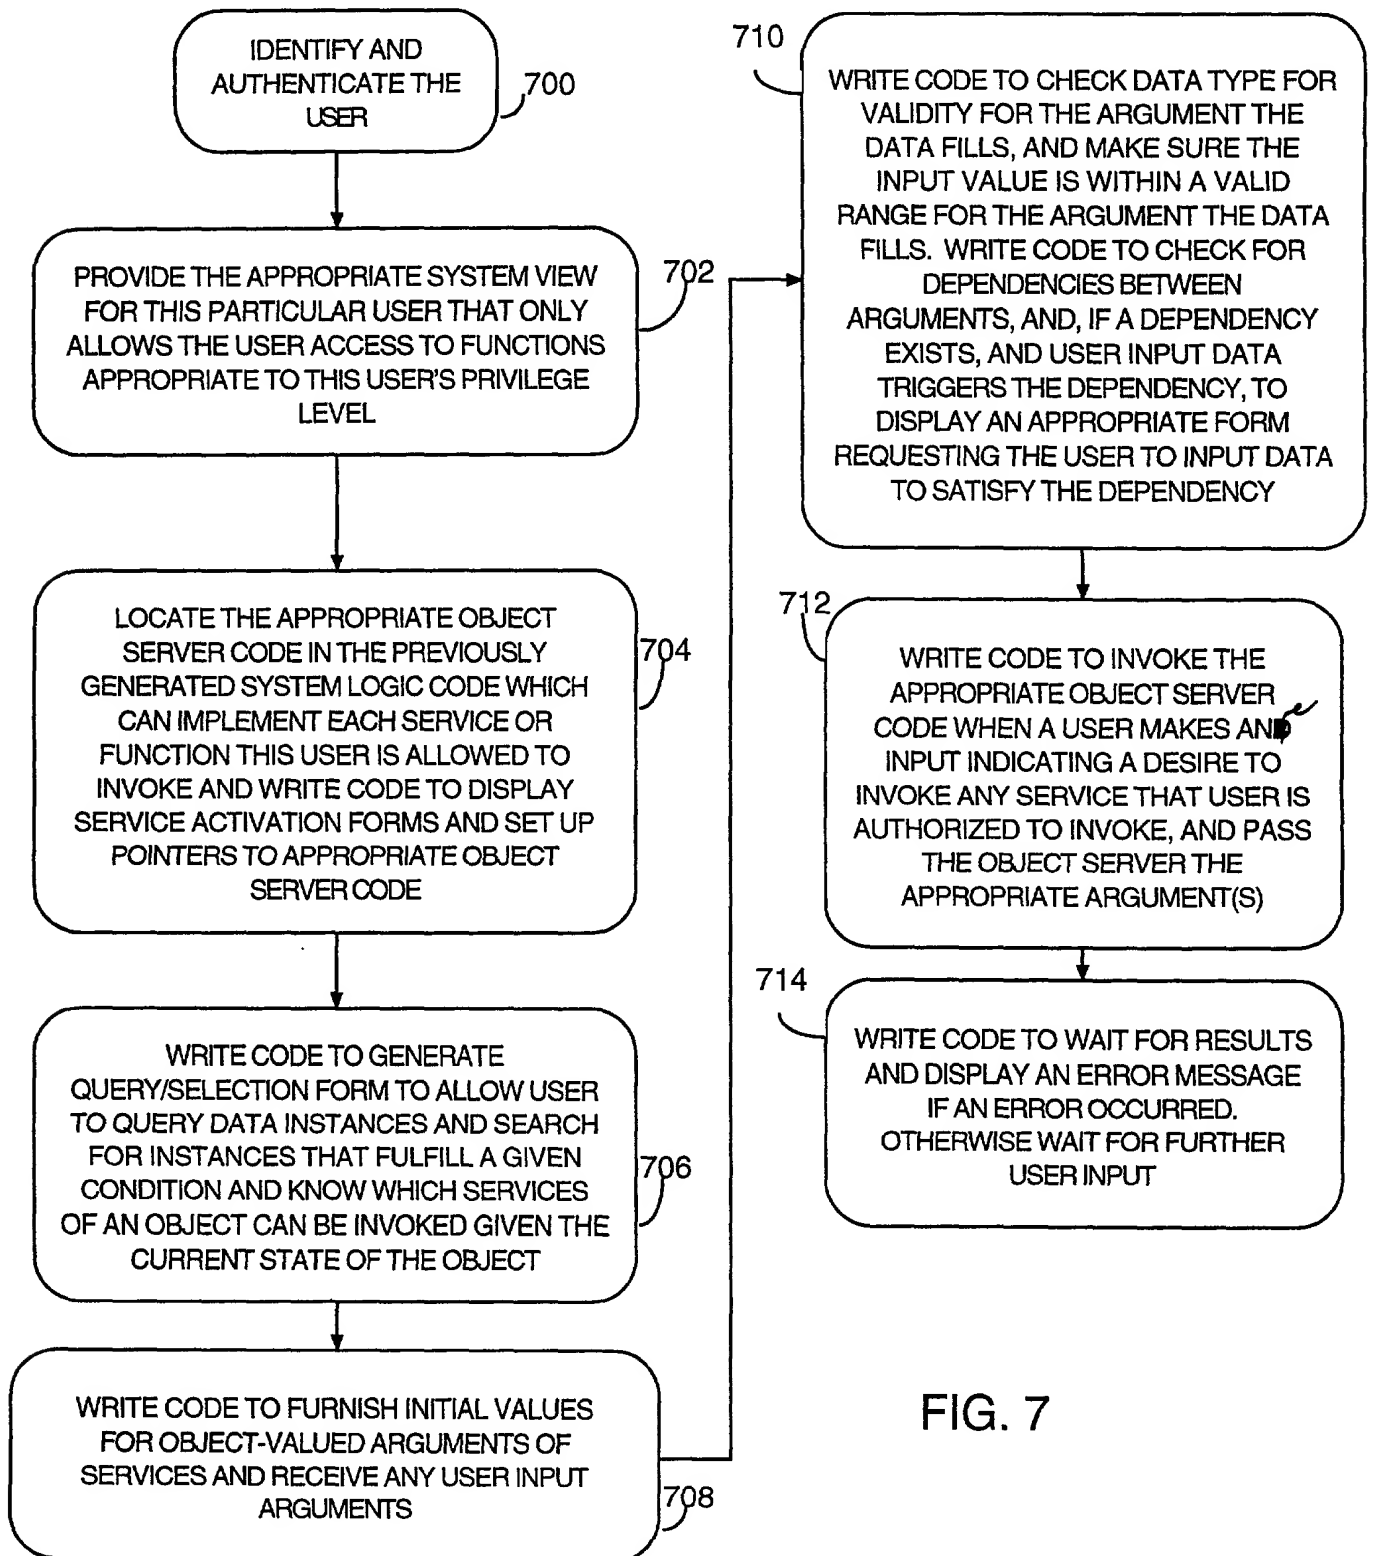 IDENTIFY AND
AUTHENTICATE THE
USER
700
PROVIDE THE APPROPRIATE SYSTEM VIEW
FOR THIS PARTICULAR USER THAT ONLY
ALLOWS THE USER ACCESS TO FUNCTIONS
APPROPRIATE TO THIS USER'S PRIVILEGE
LEVEL
702
LOCATE THE APPROPRIATE OBJECT
SERVER CODE IN THE PREVIOUSLY
GENERATED SYSTEM LOGIC CODE WHICH
CAN IMPLEMENT EACH SERVICE OR
FUNCTION THIS USER IS ALLOWED TO
INVOKE AND WRITE CODE TO DISPLAY
SERVICE ACTIVATION FORMS AND SET UP
POINTERS TO APPROPRIATE OBJECT
SERVER CODE
704
WRITE CODE TO GENERATE
QUERY/SELECTION FORM TO ALLOW USER
TO QUERY DATA INSTANCES AND SEARCH
FOR INSTANCES THAT FULFILL A GIVEN
CONDITION AND KNOW WHICH SERVICES
OF AN OBJECT CAN BE INVOKED GIVEN THE
CURRENT STATE OF THE OBJECT
706
WRITE CODE TO FURNISH INITIAL VALUES
FOR OBJECT-VALUED ARGUMENTS OF
SERVICES AND RECEIVE ANY USER INPUT
ARGUMENTS
708
710
WRITE CODE TO CHECK DATA TYPE FOR
VALIDITY FOR THE ARGUMENT THE
DATA FILLS, AND MAKE SURE THE
INPUT VALUE IS WITHIN A VALID
RANGE FOR THE ARGUMENT THE DATA
FILLS. WRITE CODE TO CHECK FOR
DEPENDENCIES BETWEEN
ARGUMENTS, AND, IF A DEPENDENCY
EXISTS, AND USER INPUT DATA
TRIGGERS THE DEPENDENCY, TO
DISPLAY AN APPROPRIATE FORM
REQUESTING THE USER TO INPUT DATA
TO SATISFY THE DEPENDENCY
712
WRITE CODE TO INVOKE THE
APPROPRIATE OBJECT SERVER
CODE WHEN A USER MAKES AND
INPUT INDICATING A DESIRE TO
INVOKE ANY SERVICE THAT USER IS
AUTHORIZED TO INVOKE, AND PASS
THE OBJECT SERVER THE
APPROPRIATE ARGUMENT(S)
714
WRITE CODE TO WAIT FOR RESULTS
AND DISPLAY AN ERROR MESSAGE
IF AN ERROR OCCURRED.
OTHERWISE WAIT FOR FURTHER
USER INPUT
FIG. 7